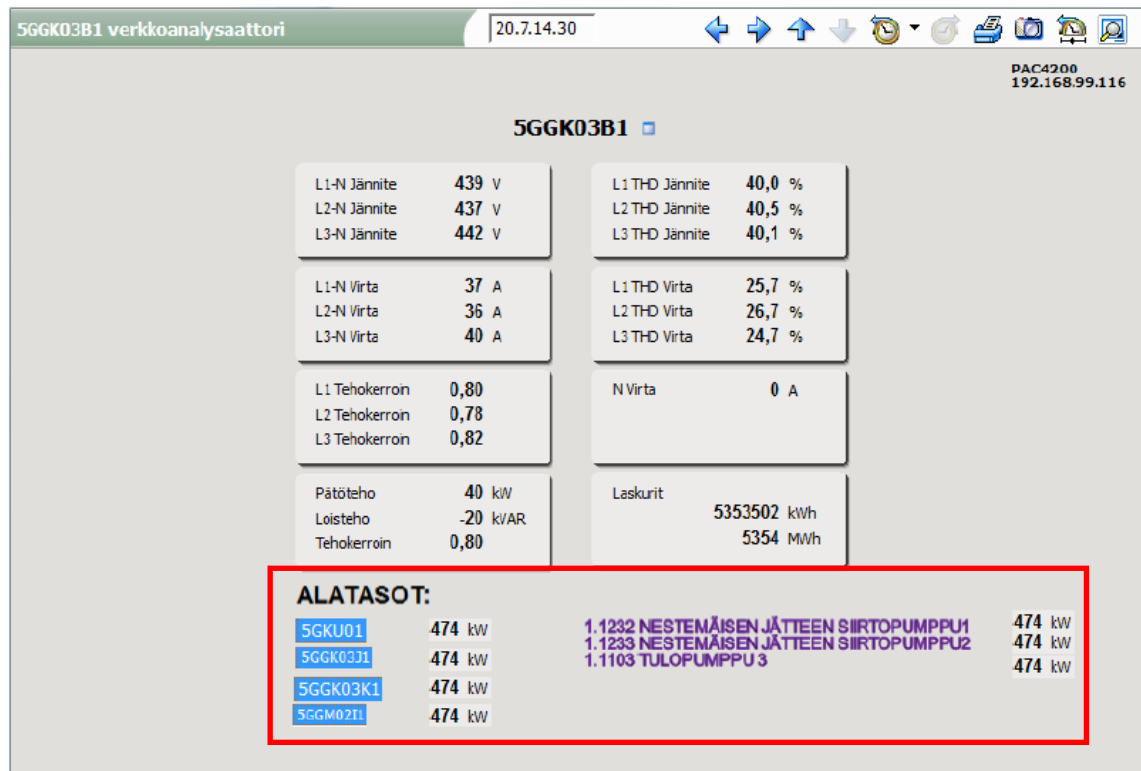 5GGK03B1 verkkoanalysaattori
20.7.14.30
PAC4200
192.168.99.116
5GGK03B1
L1-N Jännite 439 V
L2-N Jännite 437 V
L3-N Jännite 442 V
L1 THD Jännite 40,0 %
L2 THD Jännite 40,5 %
L3 THD Jännite 40,1 %
L1-N Virta 37 A
L2-N Virta 36 A
L3-N Virta 40 A
L1 THD Virta 25,7 %
L2 THD Virta 26,7 %
L3 THD Virta 24,7 %
L1 Tehokerroin 0,80
L2 Tehokerroin 0,78
L3 Tehokerroin 0,82
N Virta 0 A
Pätöteho 40 kW
Loisteho -20 kVAR
Tehokerroin 0,80
Laskurit
5353502 kWh
5354 MWh
ALATASOT:
5GKU01 474 kW
5GGK03J1 474 kW
5GGK03K1 474 kW
5GGM02I1 474 kW
1.1232 NESTEMÄISEN JÄTTEEN SIIRTOPUMPPU1 474 kW
1.1233 NESTEMÄISEN JÄTTEEN SIIRTOPUMPPU2 474 kW
1.1103 TULOPUMPPU 3 474 kW